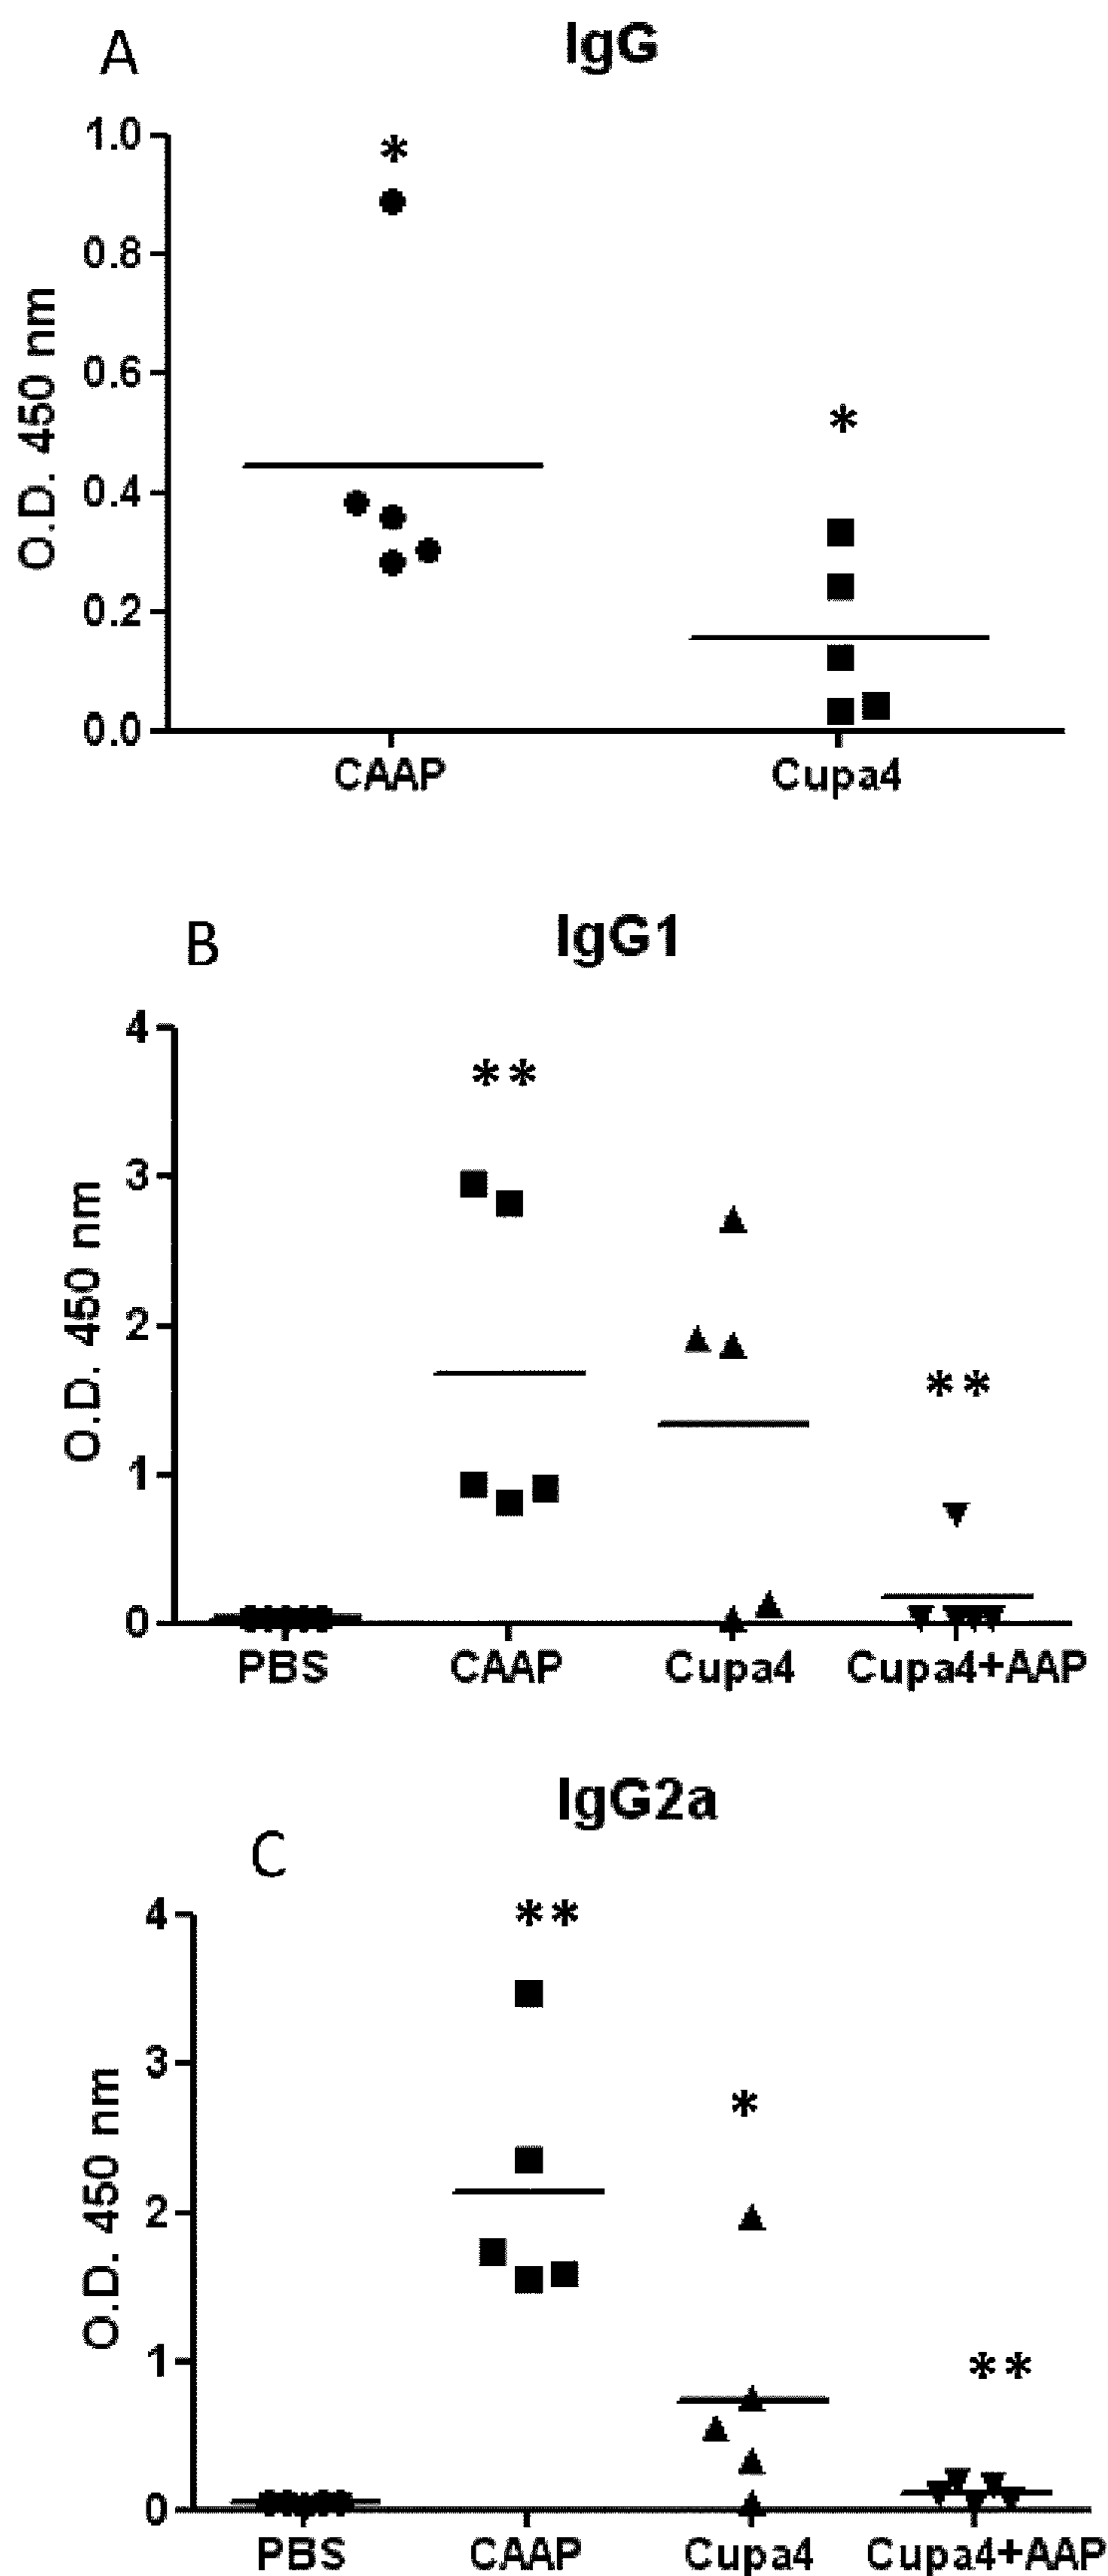 A
IgG
O.D. 450 nm
1.0
*
0.8
0.6
*
0.4
0.2
0.0
CAAP Cupa4
B
IgG1
O.D. 450 nm
4
**
3
2
**
1
0
PBS CAAP Cupa4 Cupa4+AAP
IgG2a
C
O.D. 450 nm
4
**
3
*
2
1
**
0
PBS CAAP Cupa4 Cupa4+AAP